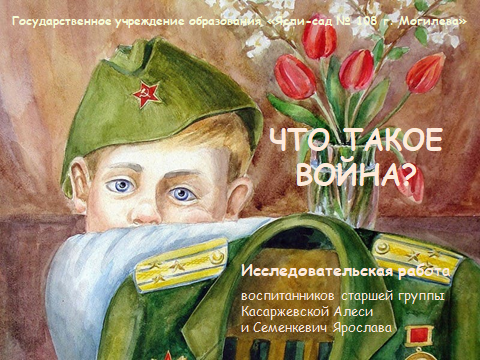 Государственное учреждение образования «Ясли-сад № 108 г. Могилева»
ЧТО ТАКОЕ
ВОЙНА?
Исследовательская работа
воспитанников старшей группы
Касаржевской Алеси
и Семенкевич Ярослава